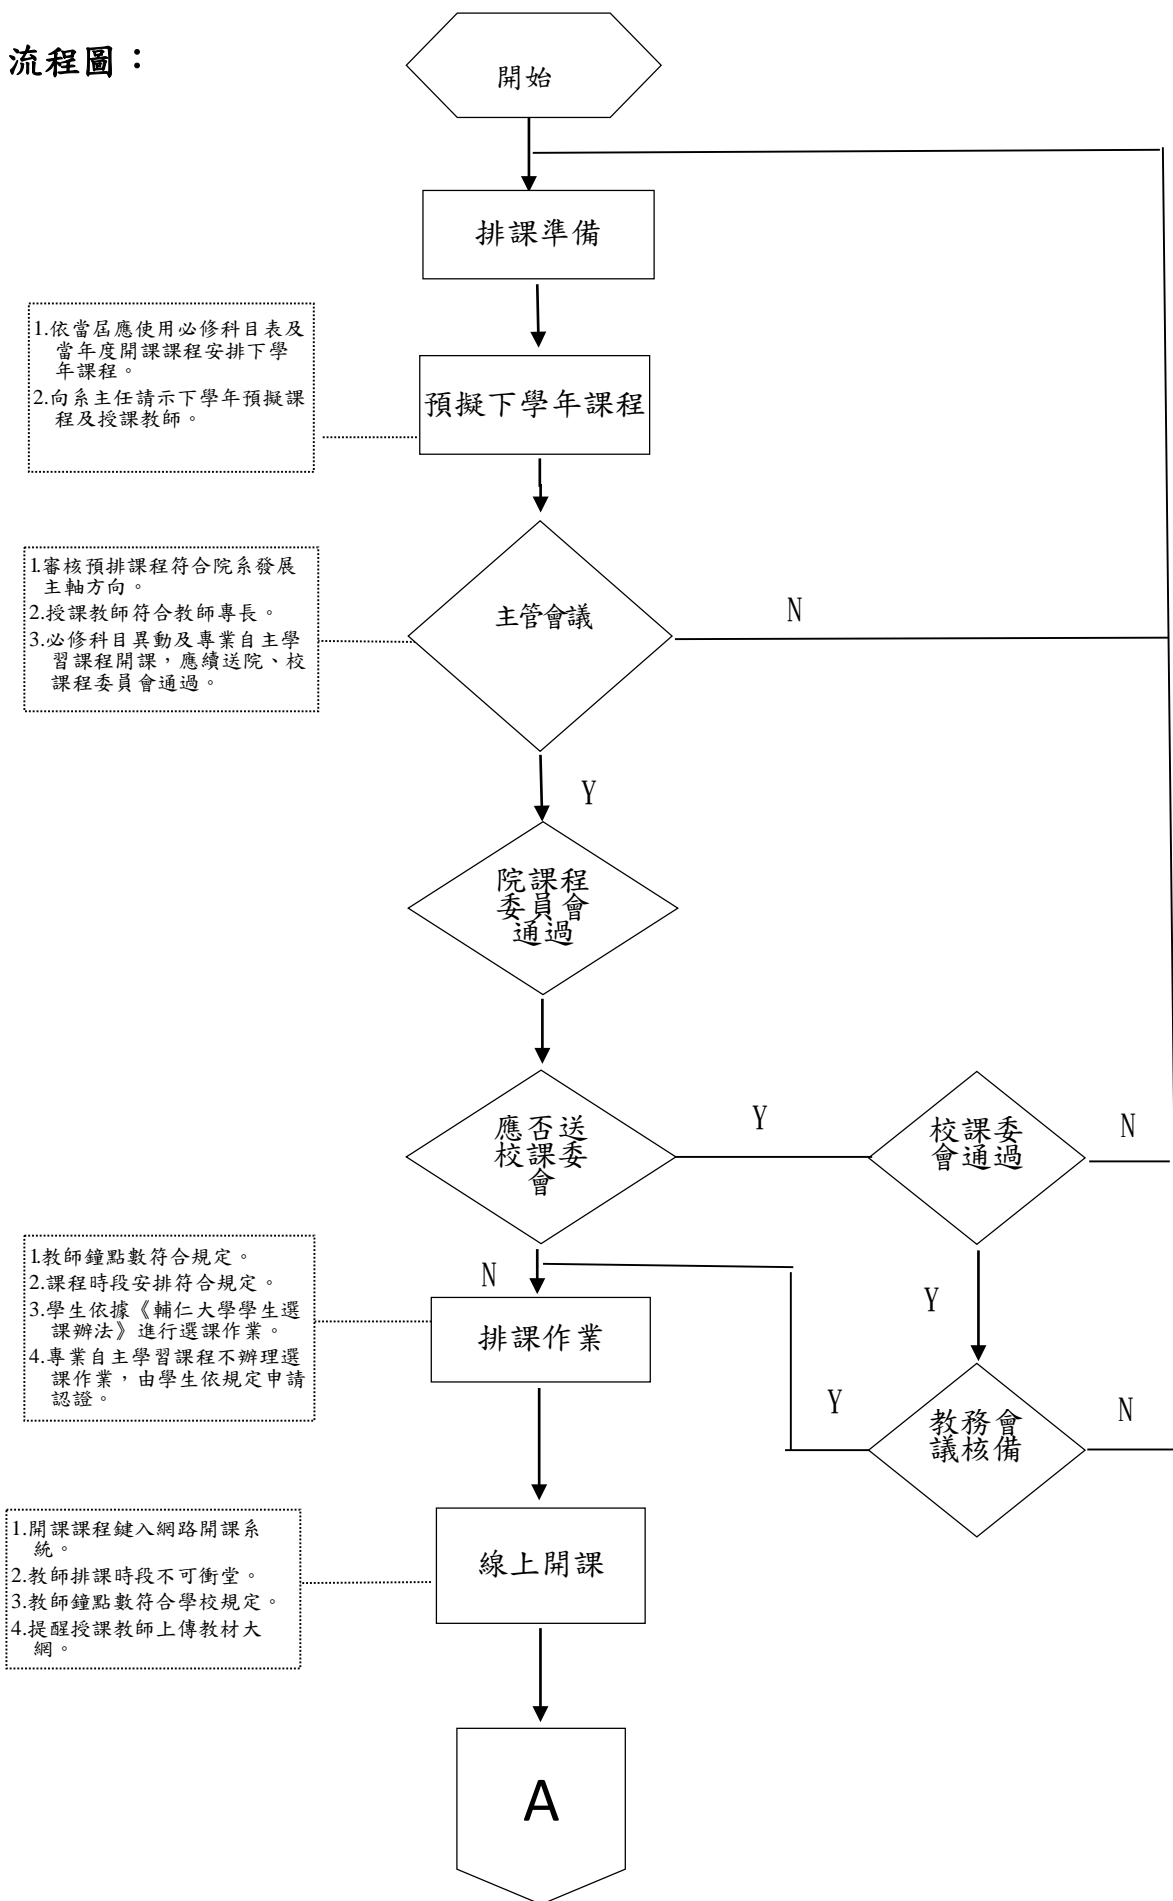 流程圖：
開始
排課準備
1.依當屆應使用必修科目表及
當年度開課課程安排下學
年課程。
2.向系主任請示下學年預擬課
程及授課教師。
預擬下學年課程
1.審核預排課程符合院系發展
主軸方向。
2.授課教師符合教師專長。
3.必修科目異動及專業自主學
習課程開課，應續送院、校
課程委員會通過。
主管會議
N
Y
院課程
委員會
通過
應否送
校課委
會
Y
校課委
會通過
N
N
Y
1.教師鐘點數符合規定。
2.課程時段安排符合規定。
3.學生依據《輔仁大學學生選
課辦法》進行選課作業。
4.專業自主學習課程不辦理選
課作業，由學生依規定申請
認證。
排課作業
Y
教務會
議核備
N
1.開課課程鍵入網路開課系
統。
2.教師排課時段不可衝堂。
3.教師鐘點數符合學校規定。
4.提醒授課教師上傳教材大
網。
線上開課
A